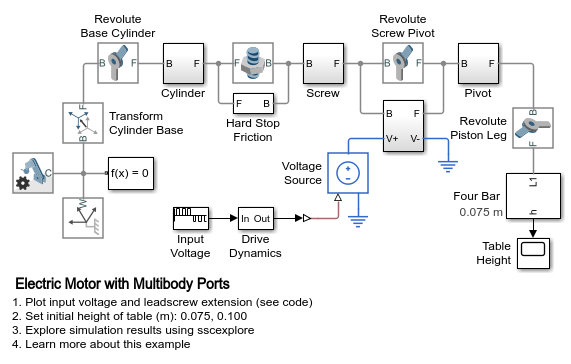 Revolute
Base Cylinder
Revolute
Screw Pivot
B F
B F
Cylinder
F B
F B
Hard Stop
Friction
B F
Screw
B F
B F
Pivot
B F
V+ V-
F
B
Transform
Cylinder Base
Revolute
Piston Leg
B
F
C
f(x) = 0
W
Voltage
Source
Input
Voltage
In Out
Drive
Dynamics
Four Bar
0.075 m
L1
h
Table
Height
Electric Motor with Multibody Ports
1. Plot input voltage and leadscrew extension (see code)
2. Set initial height of table (m): 0.075, 0.100
3. Explore simulation results using sscexplore
4. Learn more about this example